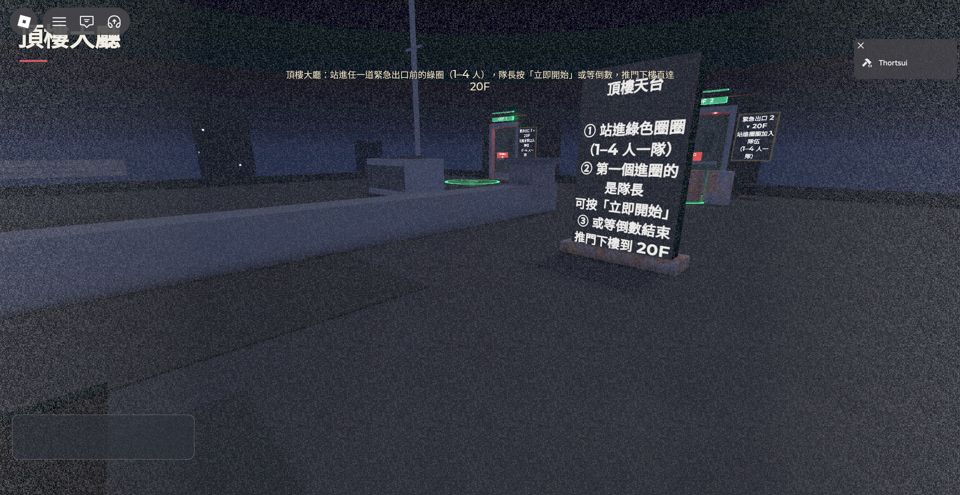 頂樓大廳
頂樓大廳：站進任一道緊急出口前的綠圈（1–4 人），隊長按「立即開始」或等倒數，推門下樓直達
20F
Thortsui
頂樓天台
① 站進綠色圈圈
（1–4 人一隊）
② 第一個進圈的
是隊長
可按「立即開始」
③ 或等倒數結束
推門下樓到 20F
緊急出口 2
▼ 20F
站進圈圈加入
隊伍
（1–4 人一
隊）